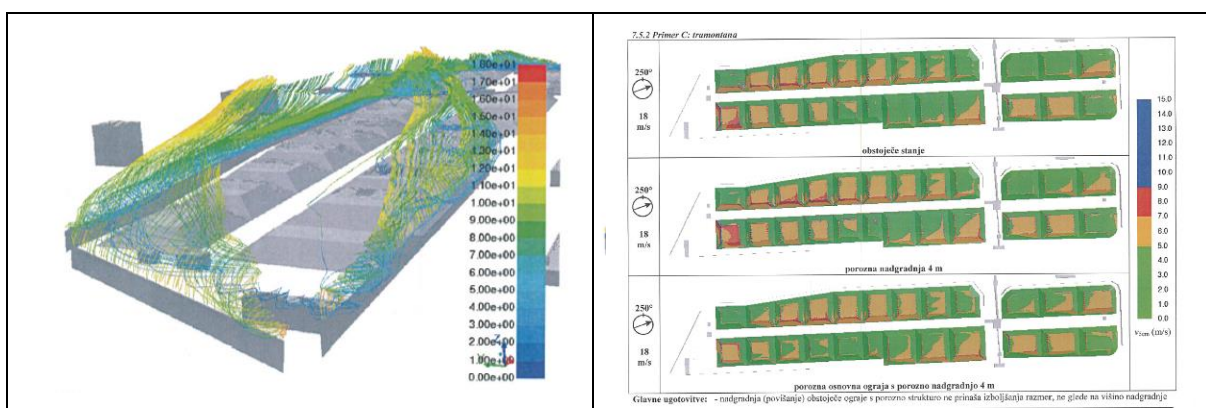 1.80e+01
1.70e+01
1.60e+01
1.50e+01
1.40e+01
1.30e+01
1.20e+01
1.10e+01
1.00e+01
9.00e+00
8.00e+00
7.00e+00
6.00e+00
5.00e+00
4.00e+00
3.00e+00
2.00e+00
1.00e+00
0.00e+00
7.5.2 Primer C: tramontana
250°
18
m/s
obstoječe stanje
250°
18
m/s
porozna nadgradnja 4 m
250°
18
m/s
porozna osnovna ograja s porozno nadgradnjo 4 m
15.0
14.0
13.0
12.0
11.0
10.0
9.0
8.0
7.0
6.0
5.0
4.0
3.0
2.0
1.0
0.0
(m/s)
Glavne ugotovitve: - nadgradnja (povišanje) obstoječe ograje s porozno strukturo ne prinaša izboljšanja razmer, ne glede na višino nadgradnje